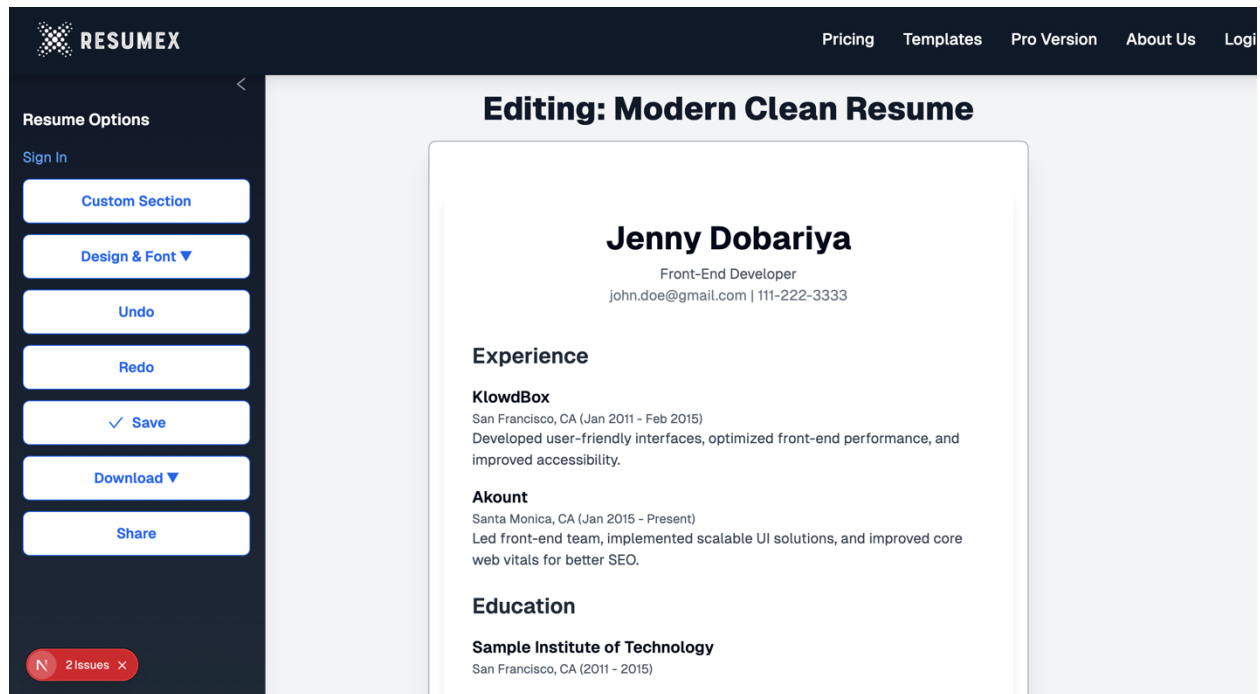 RESUMEX
Pricing Templates Pro Version About Us Logi
<
Resume Options
Sign In
Custom Section
Design & Font ▼
Undo
Redo
✓ Save
Download ▼
Share
N 2 Issues ×
Editing: Modern Clean Resume
Jenny Dobariya
Front-End Developer
john.doe@gmail.com | 111-222-3333
Experience
KlowdBox
San Francisco, CA (Jan 2011 - Feb 2015)
Developed user-friendly interfaces, optimized front-end performance, and
improved accessibility.
Akount
Santa Monica, CA (Jan 2015 - Present)
Led front-end team, implemented scalable UI solutions, and improved core
web vitals for better SEO.
Education
Sample Institute of Technology
San Francisco, CA (2011 - 2015)